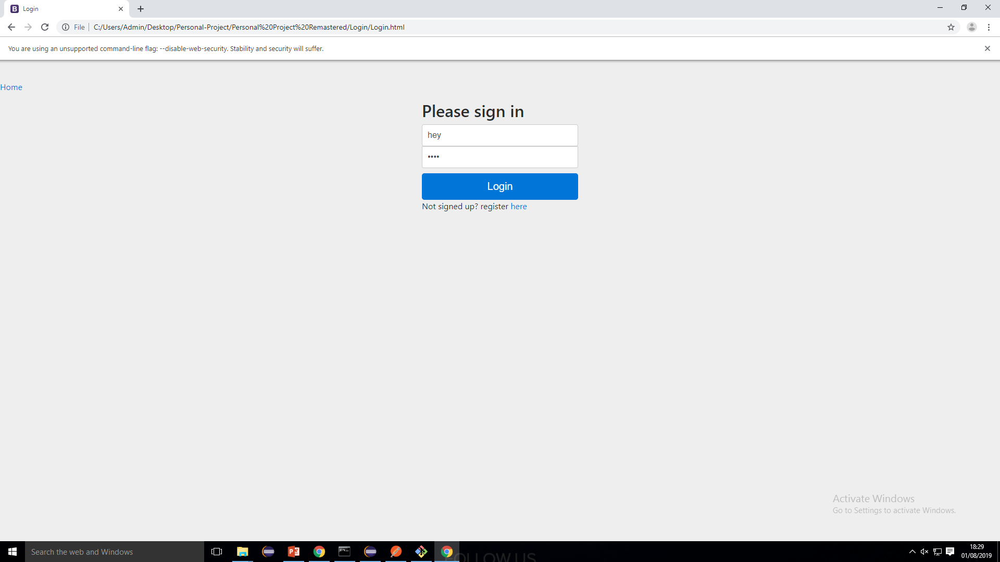 Login
File
C:/Users/Admin/Desktop/Personal-Project/Personal%20Project%20Remastered/Login/Login.html
You are using an unsupported command-line flag: --disable-web-security. Stability and security will suffer.
Home
Please sign in
hey
••••
Login
Not signed up? register here
Activate Windows
Go to Settings to activate Windows.
Search the web and Windows
FOLLOW US
18:29
01/08/2019